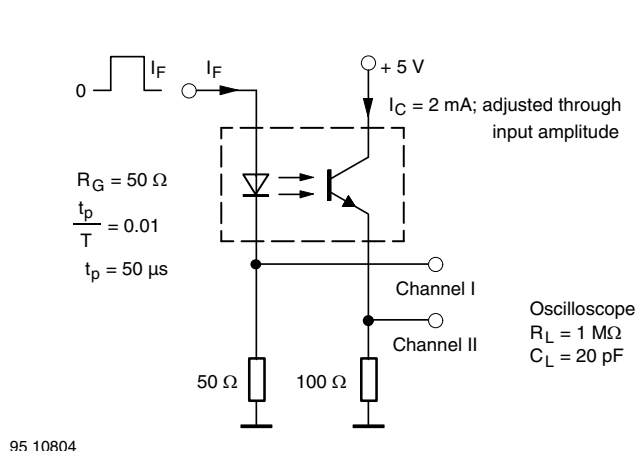 I_F
0
I_F
+ 5 V
I_C = 2 mA; adjusted through
input amplitude
R_G = 50 Ω
t_p
T
= 0.01
t_p = 50 μs
Channel I
Channel II
50 Ω
100 Ω
Oscilloscope
R_L = 1 MΩ
C_L = 20 pF
95 10804